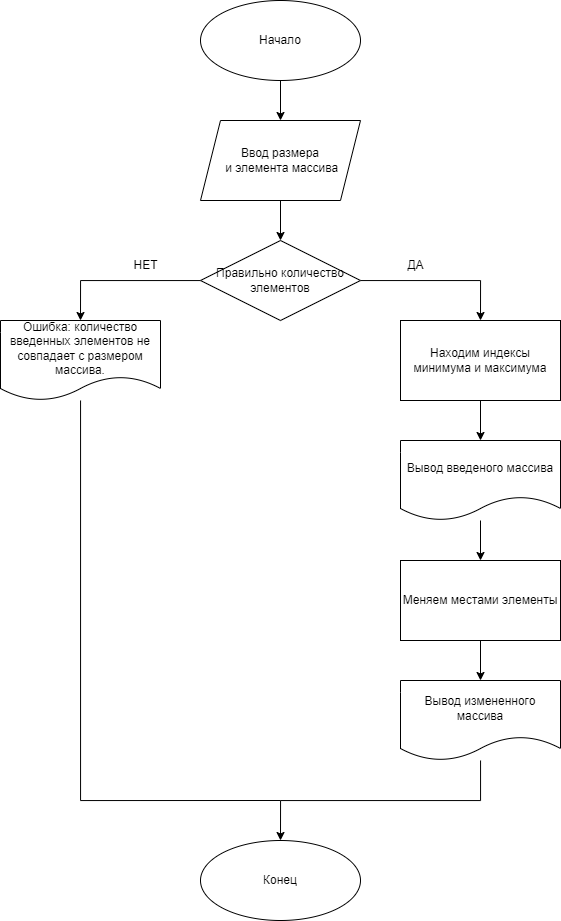 Начало
Ввод размера
и элемента массива
Правильно количество
элементов
НЕТ
ДА
Ошибка: количество
введенных элементов не
совпадает с размером
массива.
Находим индексы
минимума и максимума
Вывод введеного массива
Меняем местами элементы
Вывод измененного
массива
Конец